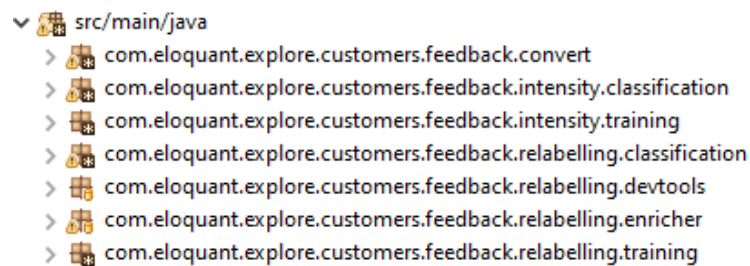 src/main/java
com.eloquant.explore.customers.feedback.convert
com.eloquant.explore.customers.feedback.intensity.classification
com.eloquant.explore.customers.feedback.intensity.training
com.eloquant.explore.customers.feedback.relabelling.classification
com.eloquant.explore.customers.feedback.relabelling.devtools
com.eloquant.explore.customers.feedback.relabelling.enricher
com.eloquant.explore.customers.feedback.relabelling.training